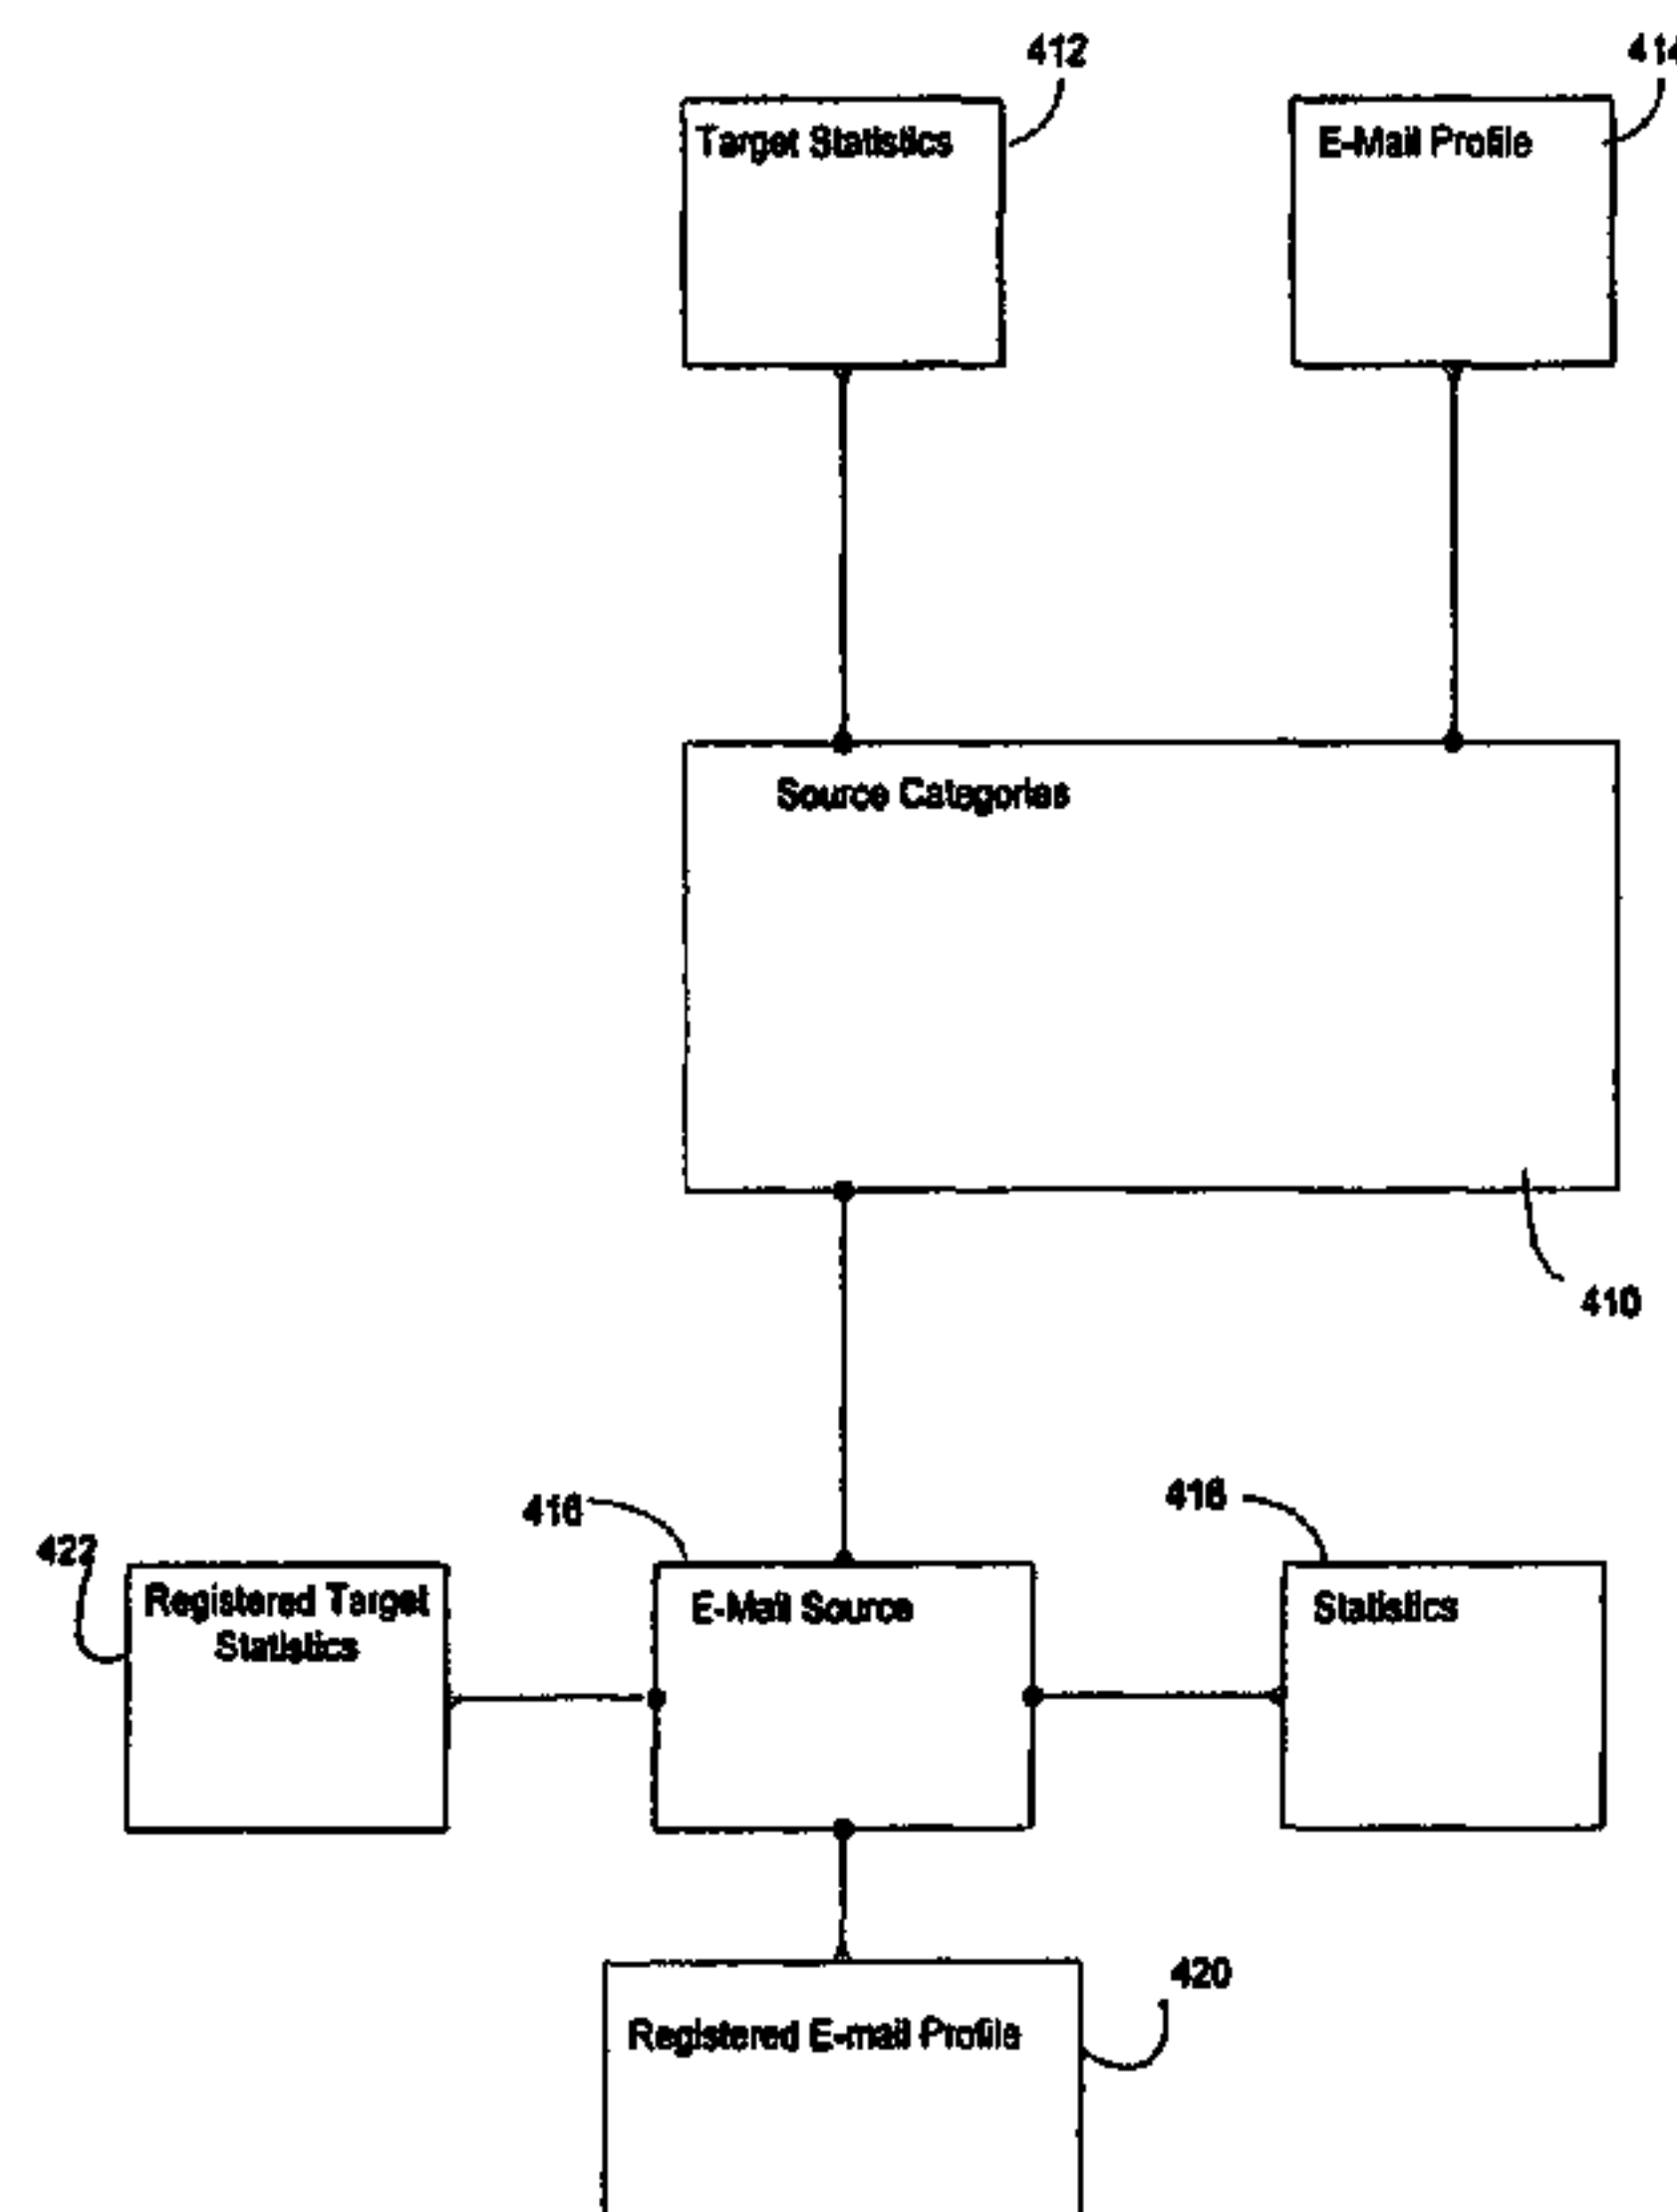 412
414
Target Statistics
E-Mail Profile
Source Categories
410
416
418
422
Registered Target
Statistics
E-Mail Source
Statistics
420
Registered E-mail Profile